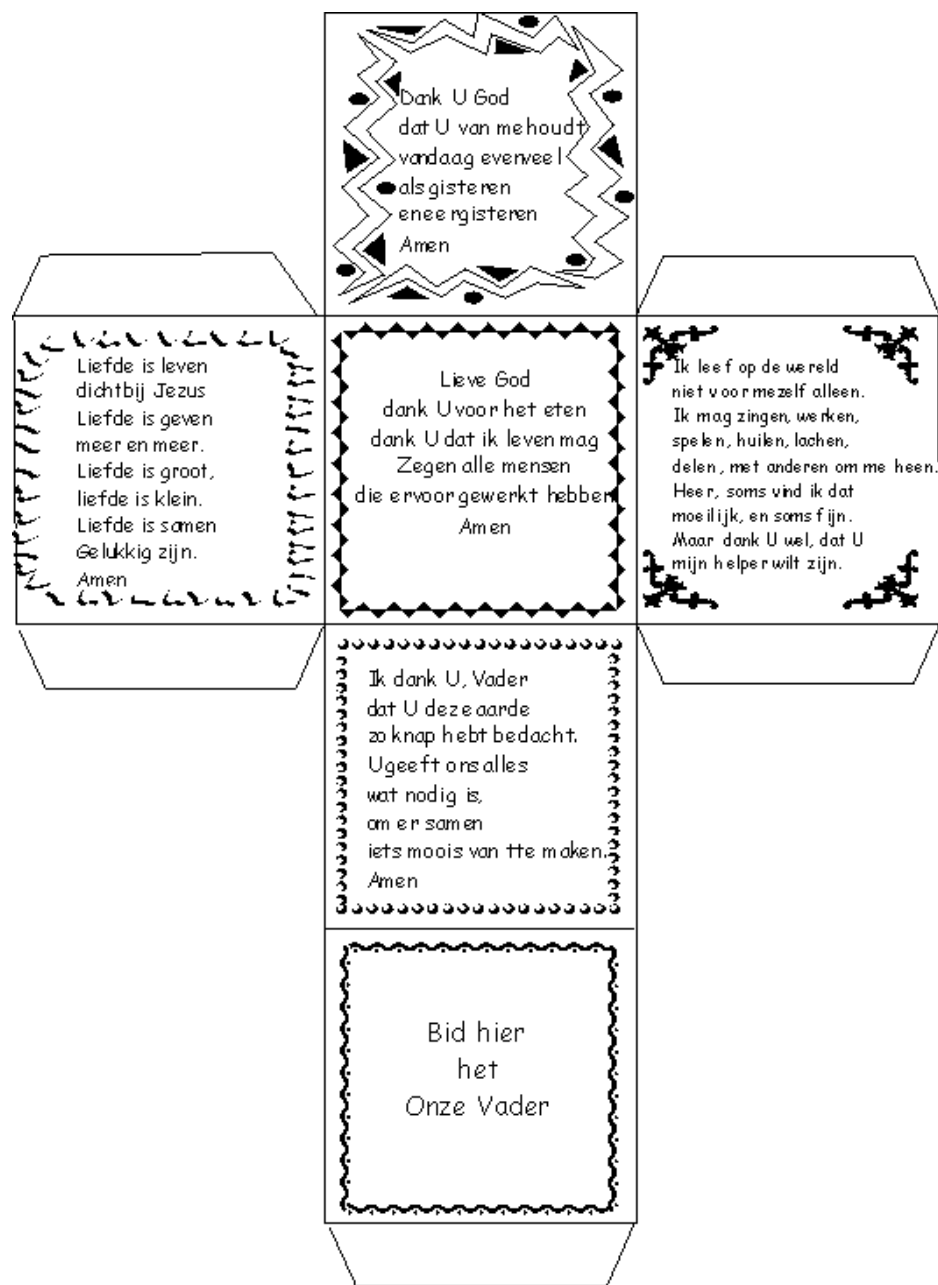 Dank U God
dat U van me houdt
vandaag evenveel
als gisteren
en eergisteren
Amen
Liefde is leven
dichtbij Jezus
Liefde is geven
meer en meer.
Liefde is groot,
liefde is klein.
Liefde is samen
Gelukkig zijn.
Amen
Lieve God
dank U voor het eten
dank U dat ik leven mag
Zegen alle mensen
die ervoor gewerkt hebben
Amen
Ik leef op de wereld
niet voor mezelf alleen.
Ik mag zingen, werken,
spelen, huilen, lachen,
delen, met anderen om me heen.
Heer, soms vind ik dat
moeilijk, en soms fijn.
Maar dank U wel, dat U
mijn helper wilt zijn.
Ik dank U, Vader
dat U deze aarde
zo knap hebt bedacht.
U geeft ons alles
wat nodig is,
om er samen
iets moois van tte maken.
Amen
Bid hier
het
Onze Vader